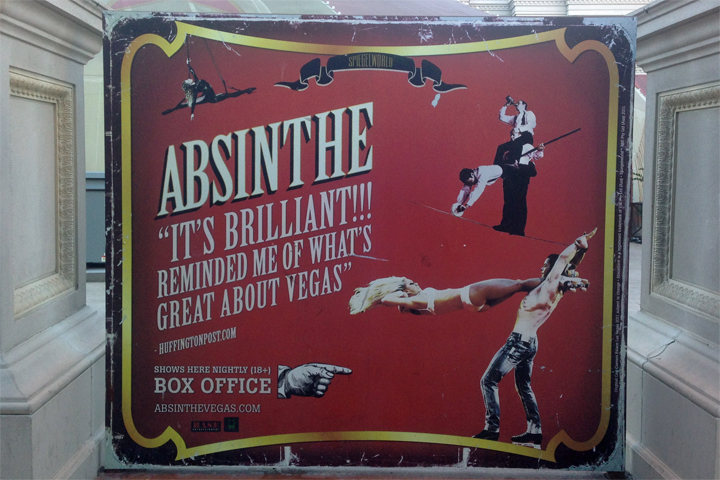 SPIEGELWORLD
ABSINTHE
“IT'S BRILLIANT!!!
REMINDED ME OF WHAT'S
GREAT ABOUT VEGAS”
- HUFFINGTONPOST.COM
SHOWS HERE NIGHTLY (18+)
BOX OFFICE
ABSINTHEVEGAS.COM
BASE